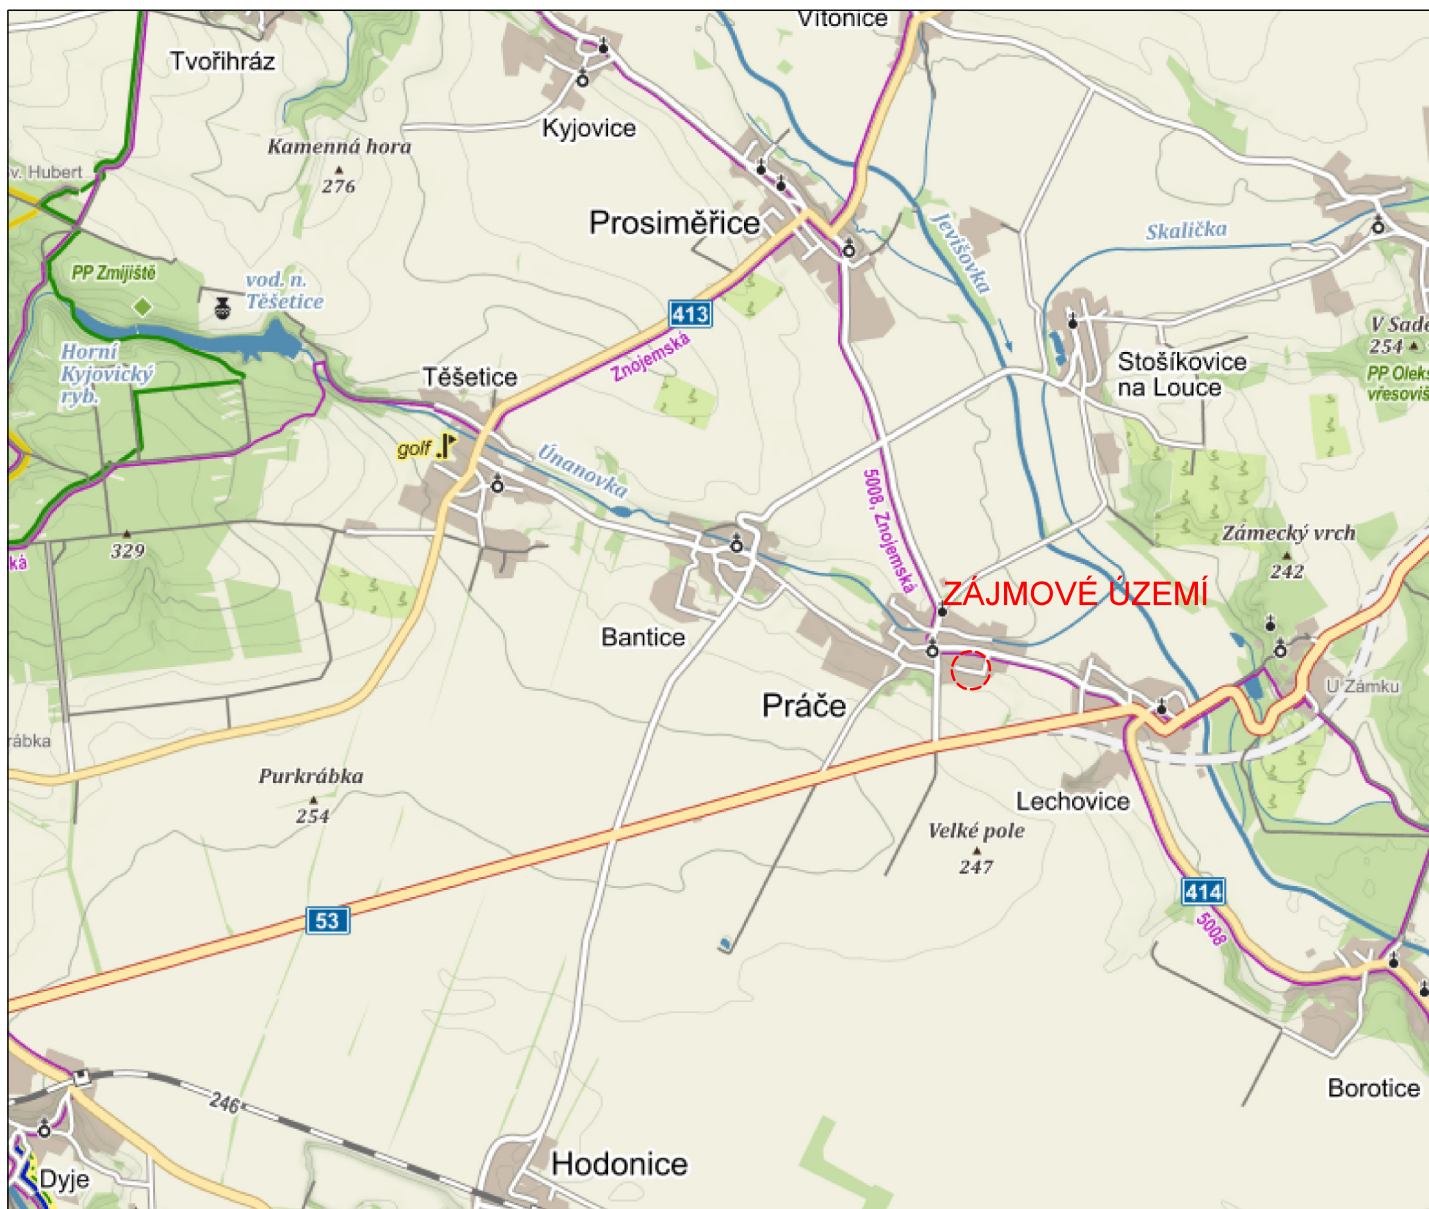 Vítonice
Tvořihráz
Kyjovice
Kamenná hora
276
v. Hubert
Prosiměřice
Jevišovka
Skalička
PP Zmijiště
vod. n.
Těšetice
413
Znojemská
V Sadě
254
PP Oleks
vřesoviš
Horní
Kyjovický
ryb.
Těšetice
Stošíkovice
na Louce
golf
Únanovka
5008, Znojemská
329
ká
Zámecký vrch
242
ZÁJMOVÉ ÚZEMÍ
Bantice
Práče
U Zámku
rábka
Purkrábka
254
Lechovice
Velké pole
247
414
5008
53
246
Borotice
Hodonice
Dyje